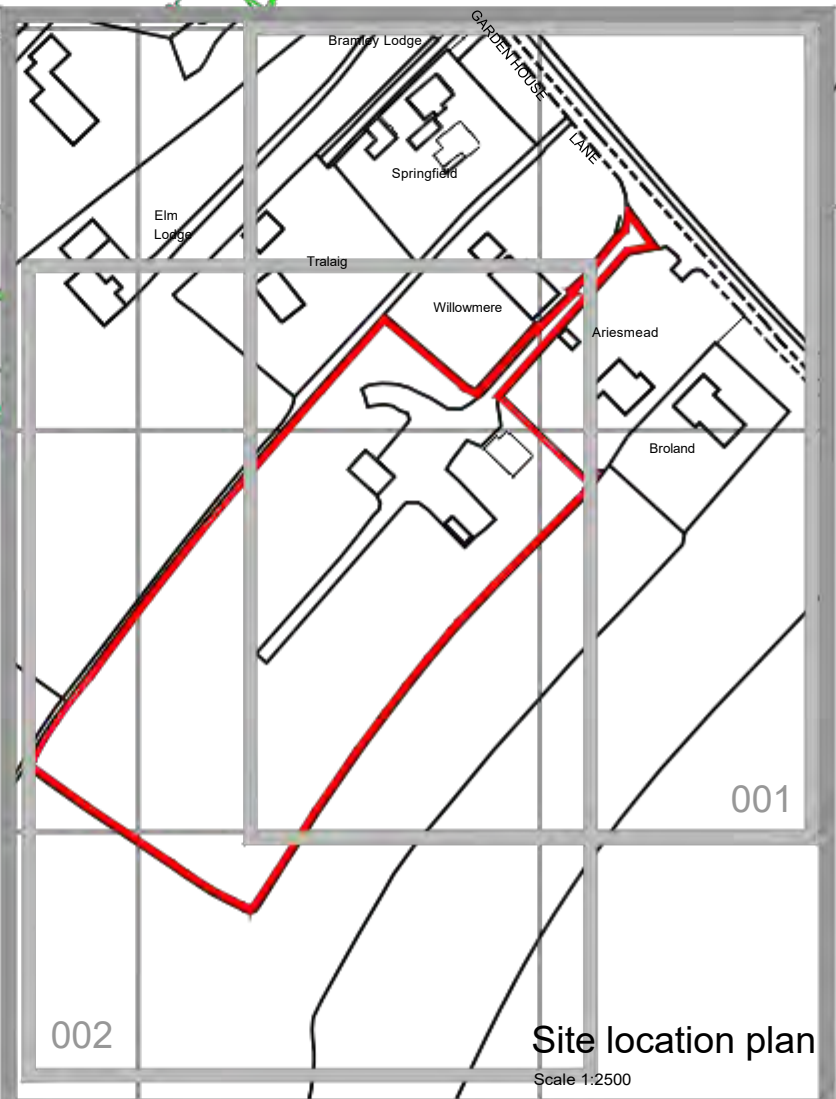 Bramley Lodge
GARDEN HOUSE
LANE
Springfield
Elm
Lodge
Tralaig
Willowmere
Ariesmead
Broland
001
002
Site location plan
Scale 1:2500